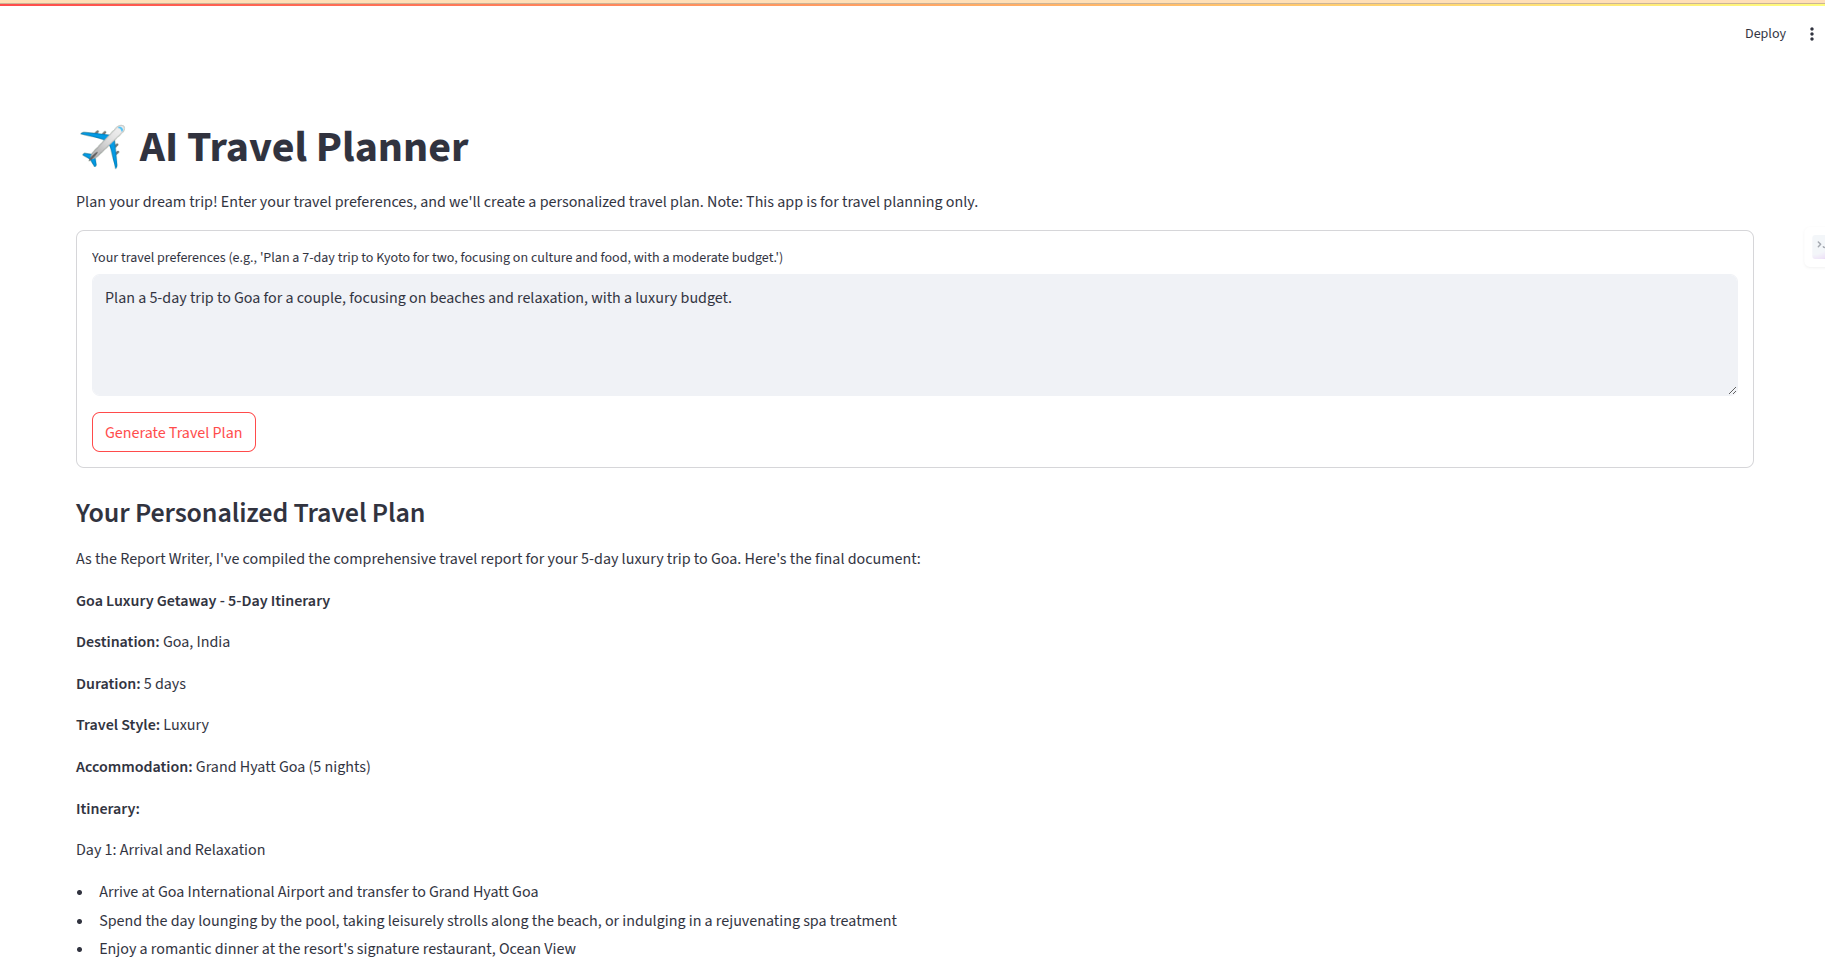 Deploy
AI Travel Planner
Plan your dream trip! Enter your travel preferences, and we'll create a personalized travel plan. Note: This app is for travel planning only.
Your travel preferences (e.g., 'Plan a 7-day trip to Kyoto for two, focusing on culture and food, with a moderate budget.')
Plan a 5-day trip to Goa for a couple, focusing on beaches and relaxation, with a luxury budget.
Generate Travel Plan
Your Personalized Travel Plan
As the Report Writer, I've compiled the comprehensive travel report for your 5-day luxury trip to Goa. Here's the final document:
Goa Luxury Getaway - 5-Day Itinerary
Destination: Goa, India
Duration: 5 days
Travel Style: Luxury
Accommodation: Grand Hyatt Goa (5 nights)
Itinerary:
Day 1: Arrival and Relaxation
• Arrive at Goa International Airport and transfer to Grand Hyatt Goa
• Spend the day lounging by the pool, taking leisurely strolls along the beach, or indulging in a rejuvenating spa treatment
• Enjoy a romantic dinner at the resort's signature restaurant, Ocean View